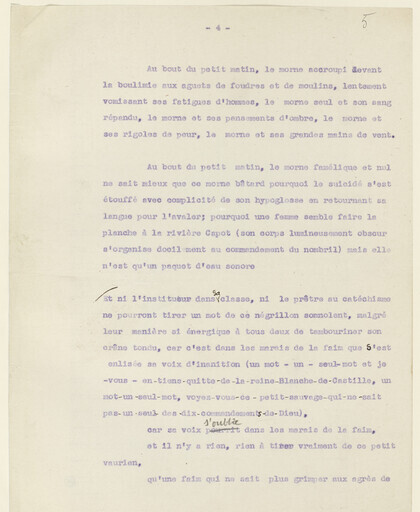 - 4 -
5
Au bout du petit matin, le morne accroupi devant
la boulimie aux aguets de foudres et de moulins, lentement
vomissant ses fatigues d'hommes, le morne seul et son sang
répandu, le morne et ses pansements d'ombre, le morne et
ses rigoles de peur, le morne et ses grandes mains de vent.
Au bout du petit matin, le morne famélique et nul
ne sait mieux que ce morne bâtard pourquoi le suicidé s'est
étouffé avec complicité de son hypoglosse en retournant sa
langue pour l'avaler; pourquoi une femme semble faire la
planche à la rivière Capot (son corps lumineusement obscur
s'organise docilement au commandement du nombril) mais elle
n'est qu'un paquet d'eau sonore
Et ni l'instituteur dans sa classe, ni le prêtre au catéchisme
ne pourront tirer un mot de ce négrillon somnolent, malgré
leur manière si énergique à tous deux de tambouriner son
crâne tondu, car c'est dans les marais de la faim que s'est
enlisée sa voix d'inanition (un mot - un - seul-mot et je
-vous - en-tiens-quitte-de-la-reine-Blanche-de-Castille, un
mot-un-seul-mot, voyez-vous-ce -petit-sauvage-qui-ne-sait
pas-un-seul des-dix-commandements-de-Dieu),
s'oublie
car sa voix dans les marais de la faim,
et il n'y a rien, rien à tirer vraiment de ce petit
vaurien,
qu'une faim qui ne sait plus grimper aux agrès de